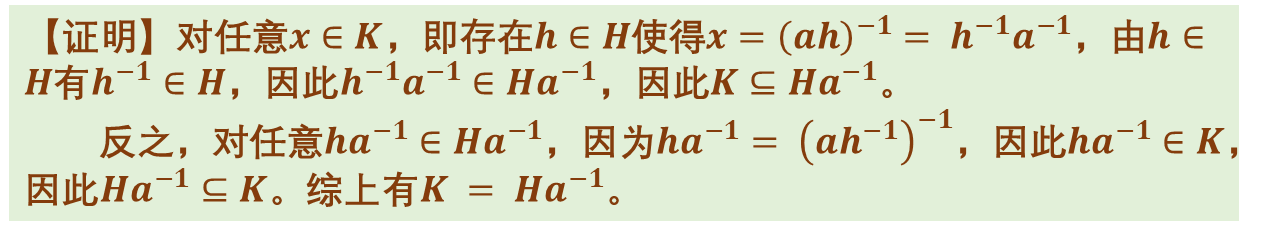 【证明】对任意x ∈ K，即存在h ∈ H使得x = (ah)⁻¹ = h⁻¹a⁻¹，由h ∈
H有h⁻¹ ∈ H，因此h⁻¹a⁻¹ ∈ Ha⁻¹，因此K ⊆ Ha⁻¹。
反之，对任意ha⁻¹ ∈ Ha⁻¹，因为ha⁻¹ = (ah⁻¹)⁻¹，因此ha⁻¹ ∈ K，
因此Ha⁻¹ ⊆ K。综上有K = Ha⁻¹。